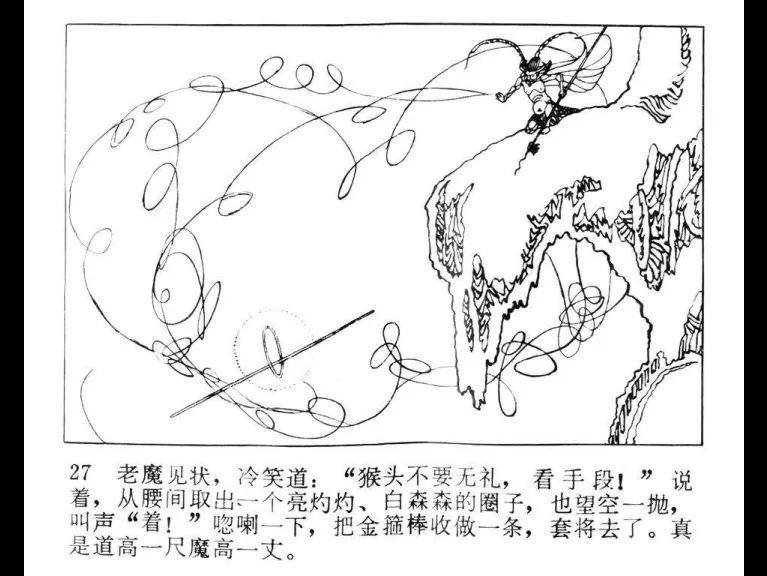 27 老魔见状，冷笑道：“猴头不要无礼，看手段！”说
着，从腰间取出一个亮灼灼、白森森的圈子，也望空一抛，
叫声“着！”唿喇一下，把金箍棒收做一条，套将去了。真
是道高一尺魔高一丈。